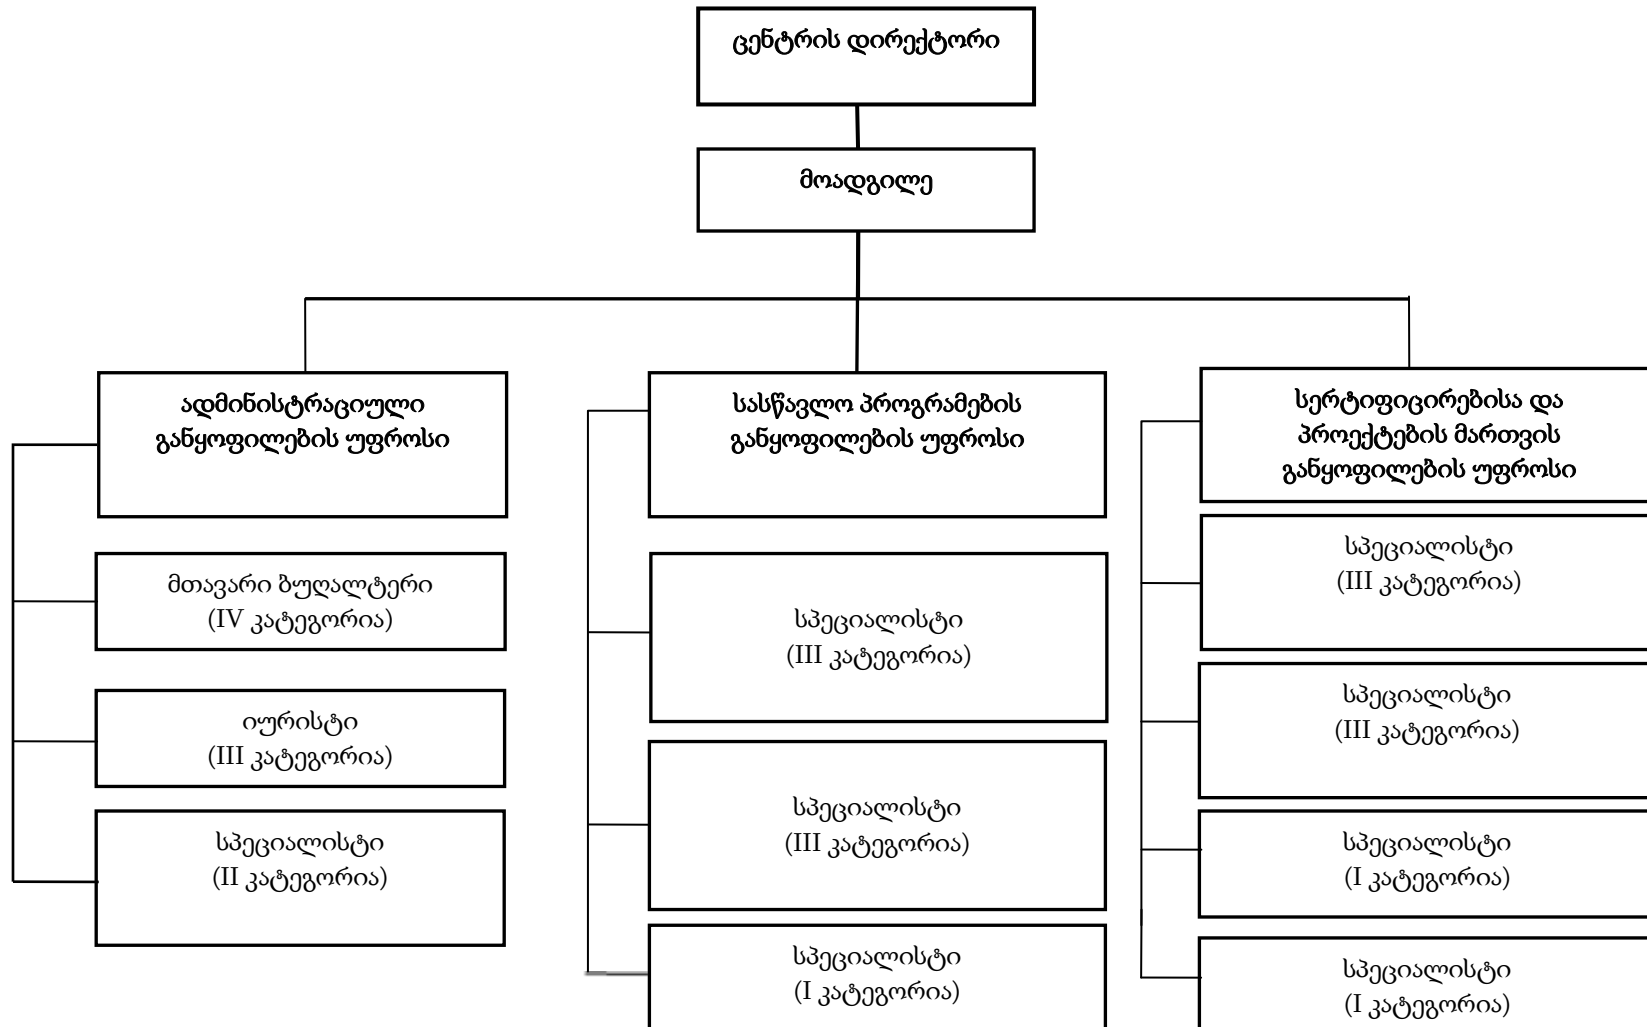 ცენტრის დირექტორი
მოადგილე
ადმინისტრაციული
განყოფილების უფროსი
მთავარი ბუღალტერი
(IV კატეგორია)
იურისტი
(III კატეგორია)
სპეციალისტი
(II კატეგორია)
სასწავლო პროგრამების
განყოფილების უფროსი
სპეციალისტი
(III კატეგორია)
სპეციალისტი
(III კატეგორია)
სპეციალისტი
(I კატეგორია)
სერტიფიცირებისა და
პროექტების მართვის
განყოფილების უფროსი
სპეციალისტი
(III კატეგორია)
სპეციალისტი
(III კატეგორია)
სპეციალისტი
(I კატეგორია)
სპეციალისტი
(I კატეგორია)